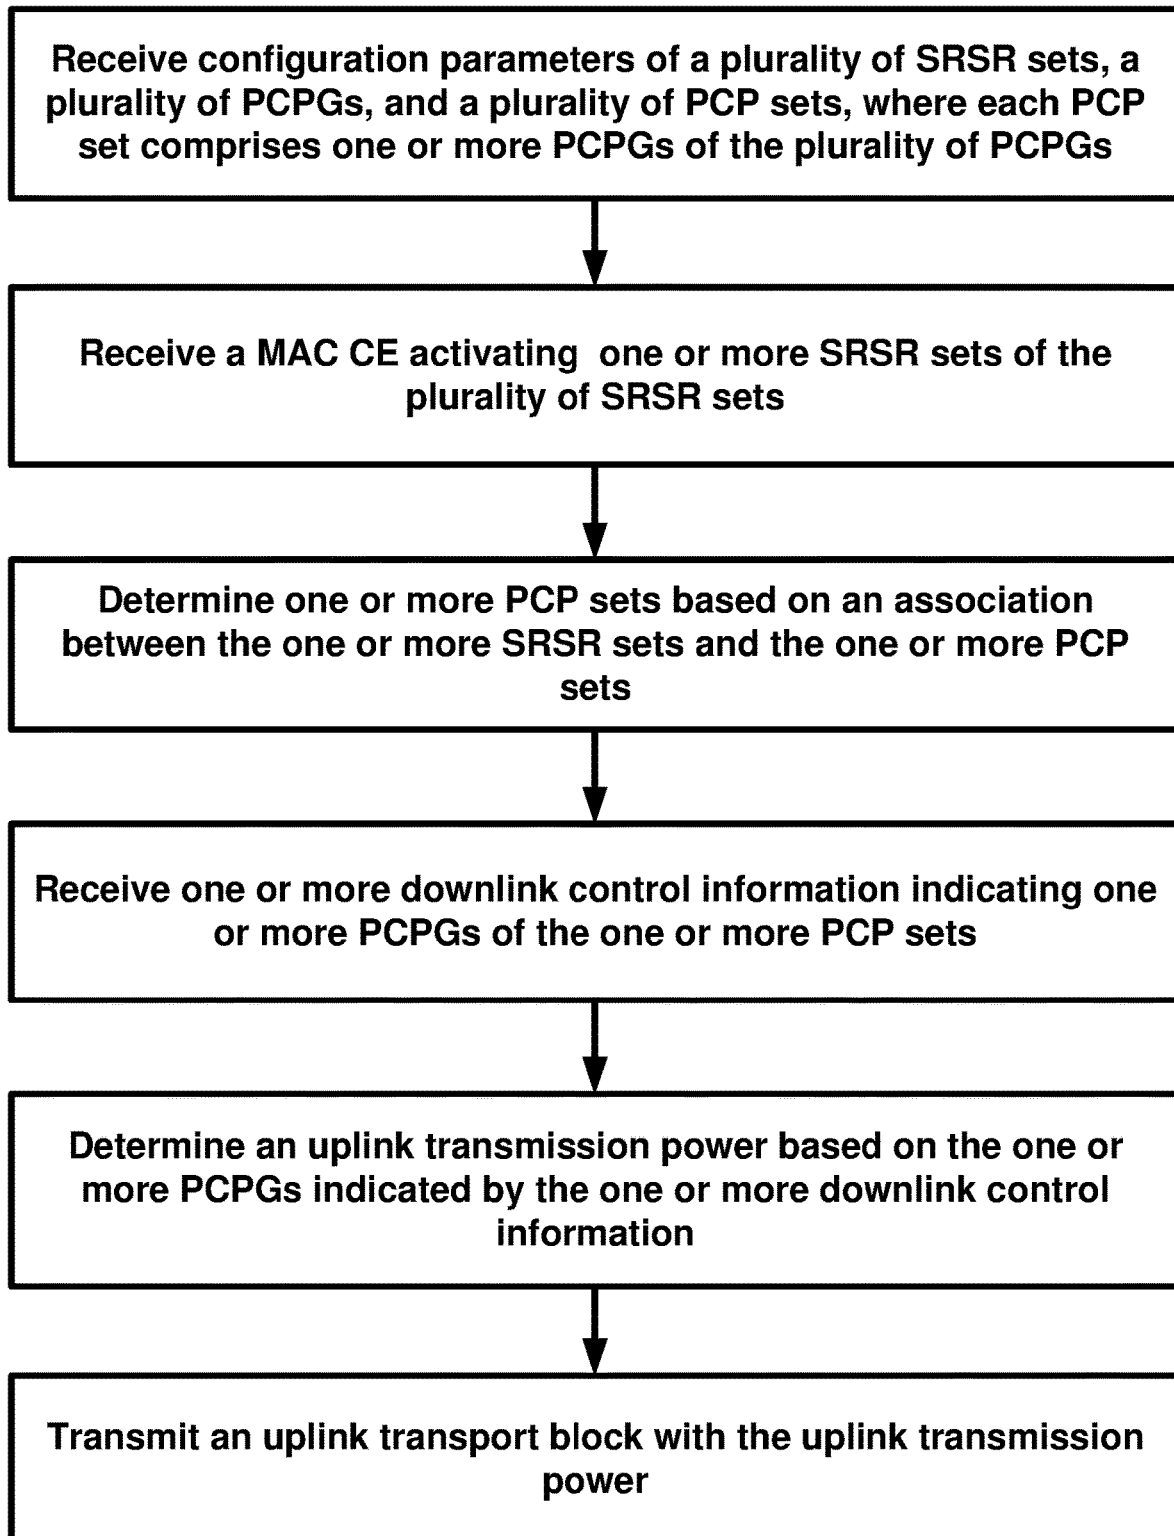 Receive configuration parameters of a plurality of SRSR sets, a
plurality of PCPGs, and a plurality of PCP sets, where each PCP
set comprises one or more PCPGs of the plurality of PCPGs
Receive a MAC CE activating one or more SRSR sets of the
plurality of SRSR sets
Determine one or more PCP sets based on an association
between the one or more SRSR sets and the one or more PCP
sets
Receive one or more downlink control information indicating one
or more PCPGs of the one or more PCP sets
Determine an uplink transmission power based on the one or
more PCPGs indicated by the one or more downlink control
information
Transmit an uplink transport block with the uplink transmission
power